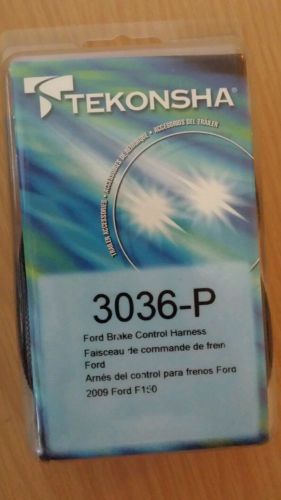 TEKONSHA®
TRAILER ACCESSORIES • ACCESSOIRES DE REMORQUE • ACCESORIOS DEL TRAILER
3036-P
Ford Brake Control Harness
Faisceau de commande de frein
Ford
Arnés del control para frenos Ford
2009 Ford F150